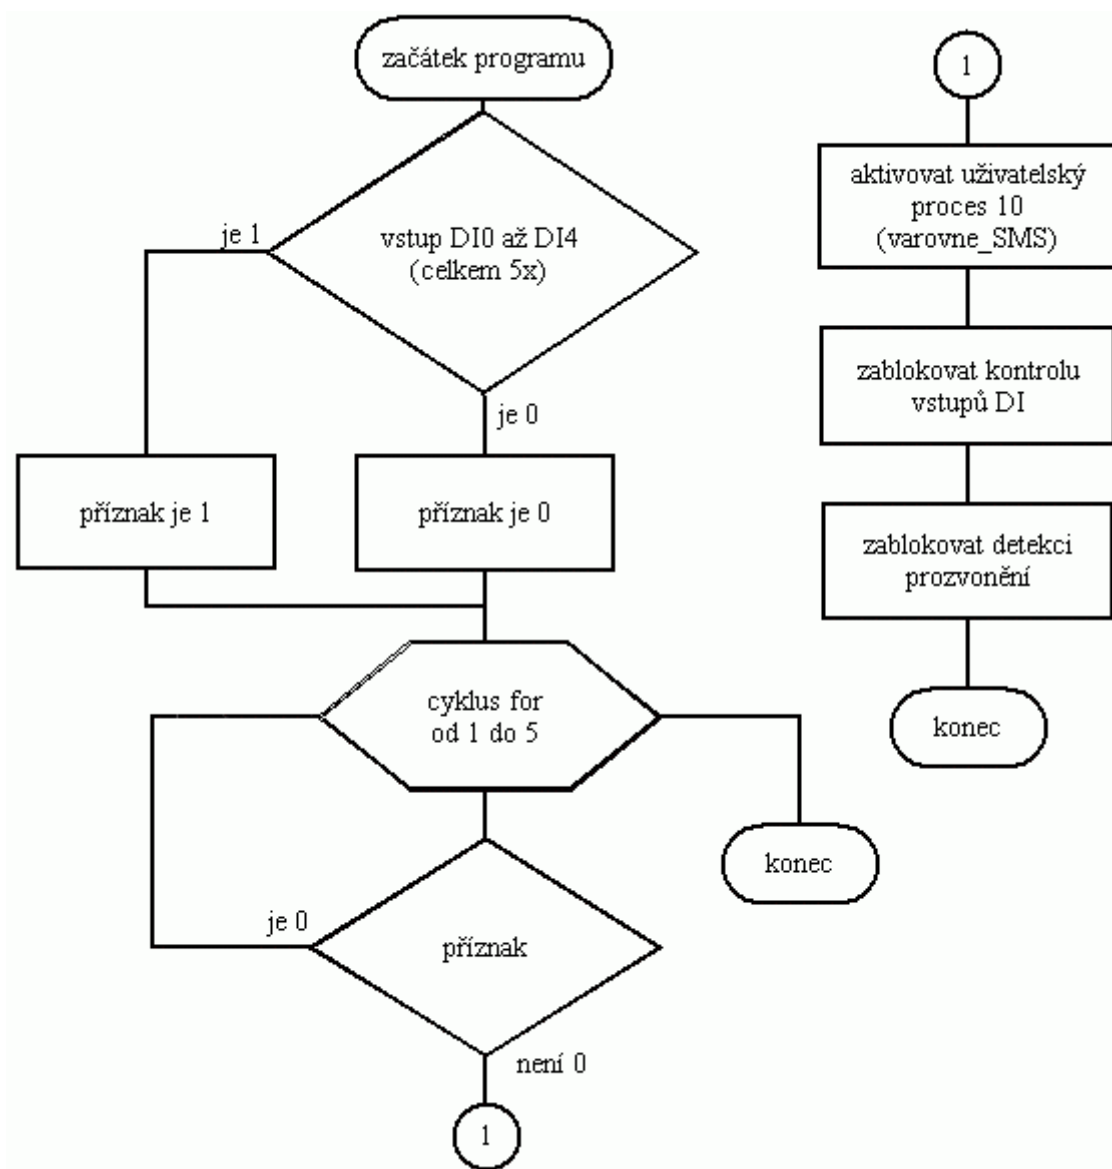 začátek programu
je 1
vstup DI0 až DI4
(celkem 5x)
je 0
příznak je 1
příznak je 0
cyklus for
od 1 do 5
konec
je 0
příznak
není 0
1
1
aktivovat uživatelský
proces 10
(varovne_SMS)
zablokovat kontrolu
vstupů DI
zablokovat detekci
prozvonění
konec